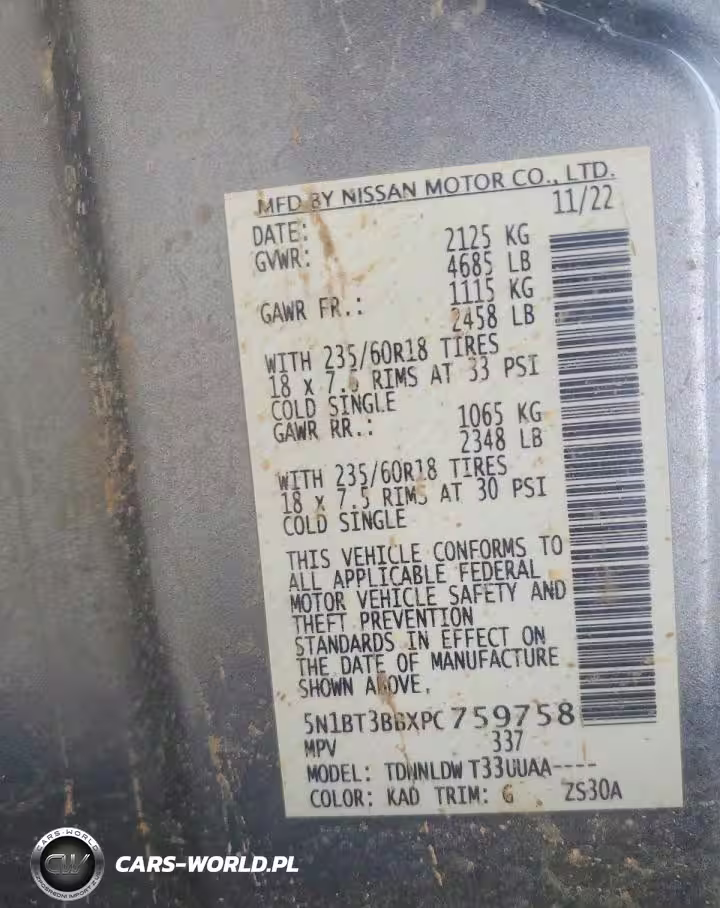 MFD BY NISSAN MOTOR CO., LTD.
DATE: 11/22
GVWR: 2125 KG
4685 LB
GAWR FR.: 1115 KG
2458 LB
WITH 235/60R18 TIRES
18 x 7.5 RIMS AT 33 PSI
COLD SINGLE
GAWR RR.: 1065 KG
2348 LB
WITH 235/60R18 TIRES
18 x 7.5 RIMS AT 30 PSI
COLD SINGLE
THIS VEHICLE CONFORMS TO
ALL APPLICABLE FEDERAL
MOTOR VEHICLE SAFETY AND
THEFT PREVENTION
STANDARDS IN EFFECT ON
THE DATE OF MANUFACTURE
SHOWN ABOVE.
5N1BT3BBXPC759758
MPV 337
MODEL: TDNNLDW T33UUAA----
COLOR: KAD TRIM: G ZS30A
CARS-WORLD
CW
CARS-WORLD.PL